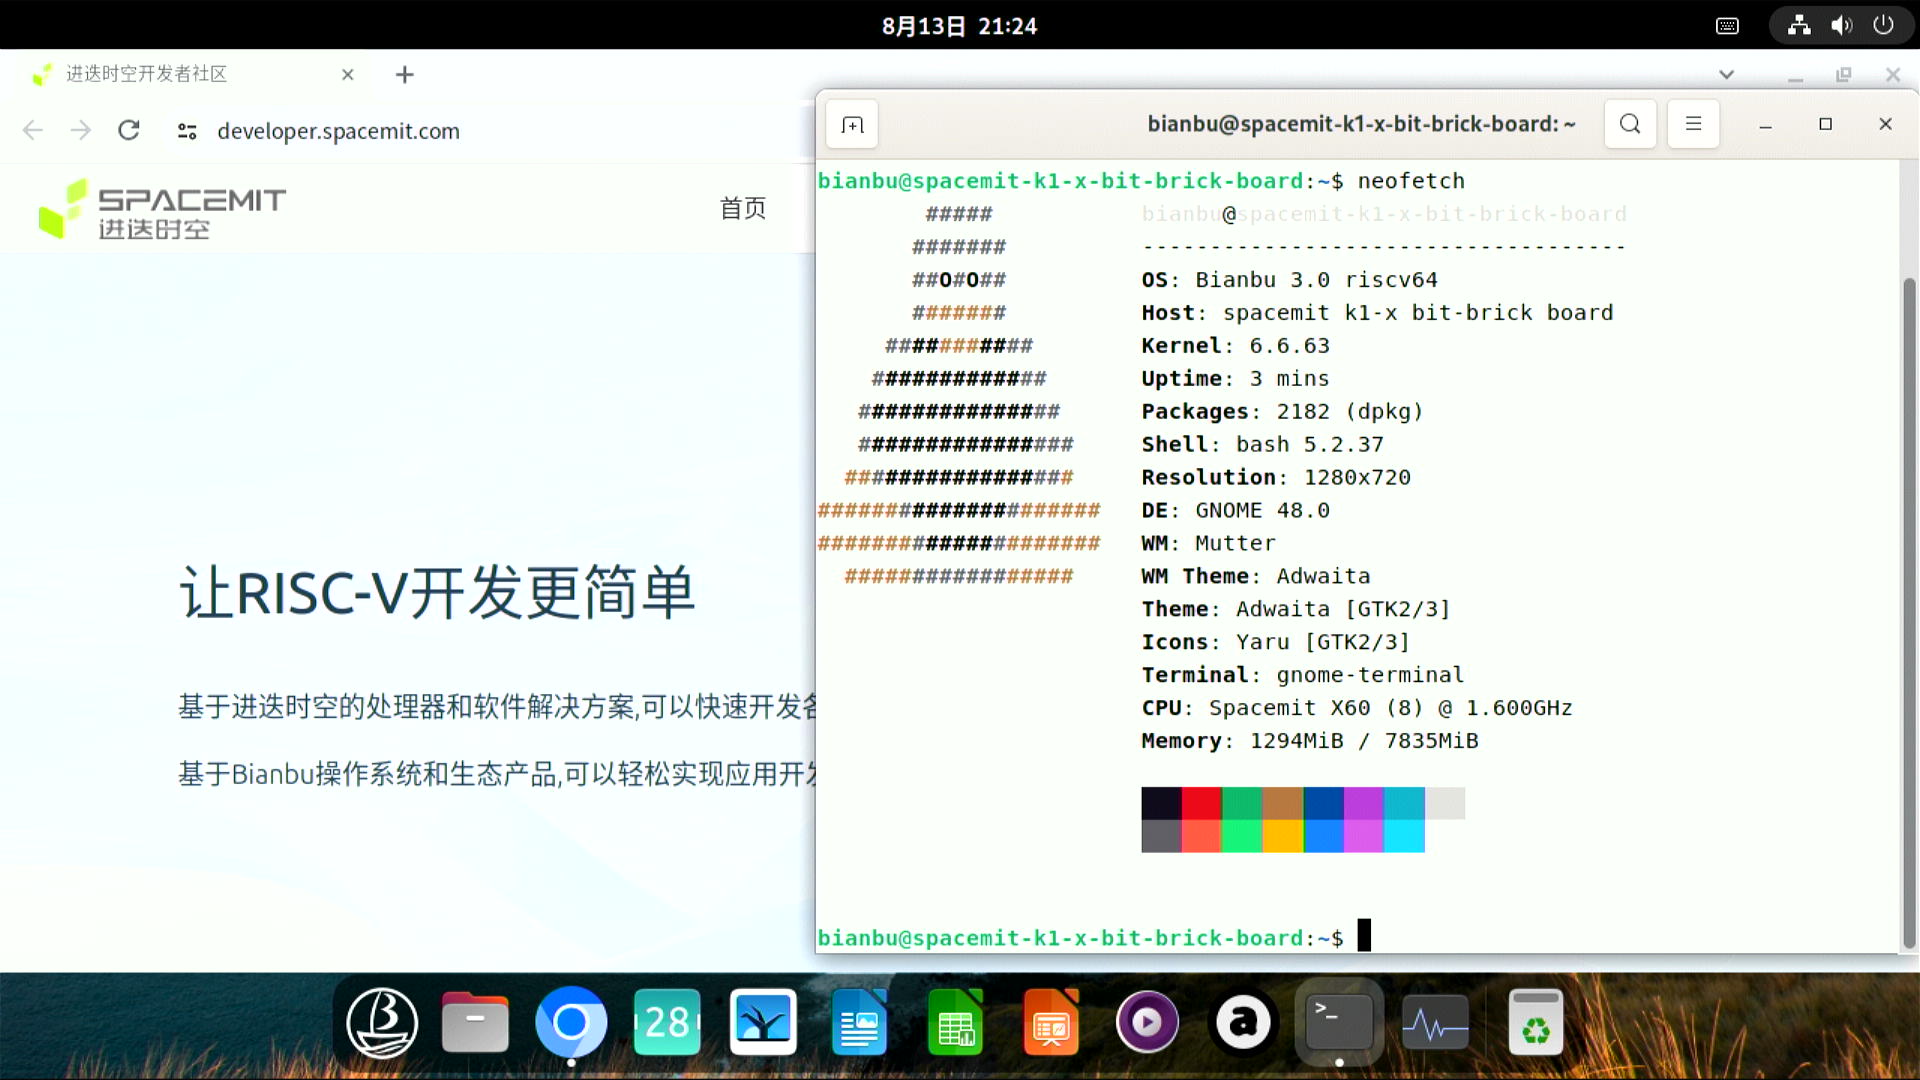 8月13日 21:24
进迭时空开发者社区
developer.spacemit.com
SPACEMIT
进迭时空
首页
让RISC-V开发更简单
基于进迭时空的处理器和软件解决方案,可以快速开发各
基于Bianbu操作系统和生态产品,可以轻松实现应用开发
bianbu@spacemit-k1-x-bit-brick-board: ~
bianbu@spacemit-k1-x-bit-brick-board:~$ neofetch
##### bianbu@spacemit-k1-x-bit-brick-board
####### ------------------------------------
##O#O## OS: Bianbu 3.0 riscv64
####### Host: spacemit k1-x bit-brick board
########### Kernel: 6.6.63
############# Uptime: 3 mins
############### Packages: 2182 (dpkg)
################ Shell: bash 5.2.37
################# Resolution: 1280x720
##################### DE: GNOME 48.0
##################### WM: Mutter
################# WM Theme: Adwaita
Theme: Adwaita [GTK2/3]
Icons: Yaru [GTK2/3]
Terminal: gnome-terminal
CPU: Spacemit X60 (8) @ 1.600GHz
Memory: 1294MiB / 7835MiB
bianbu@spacemit-k1-x-bit-brick-board:~$
28
a
>_